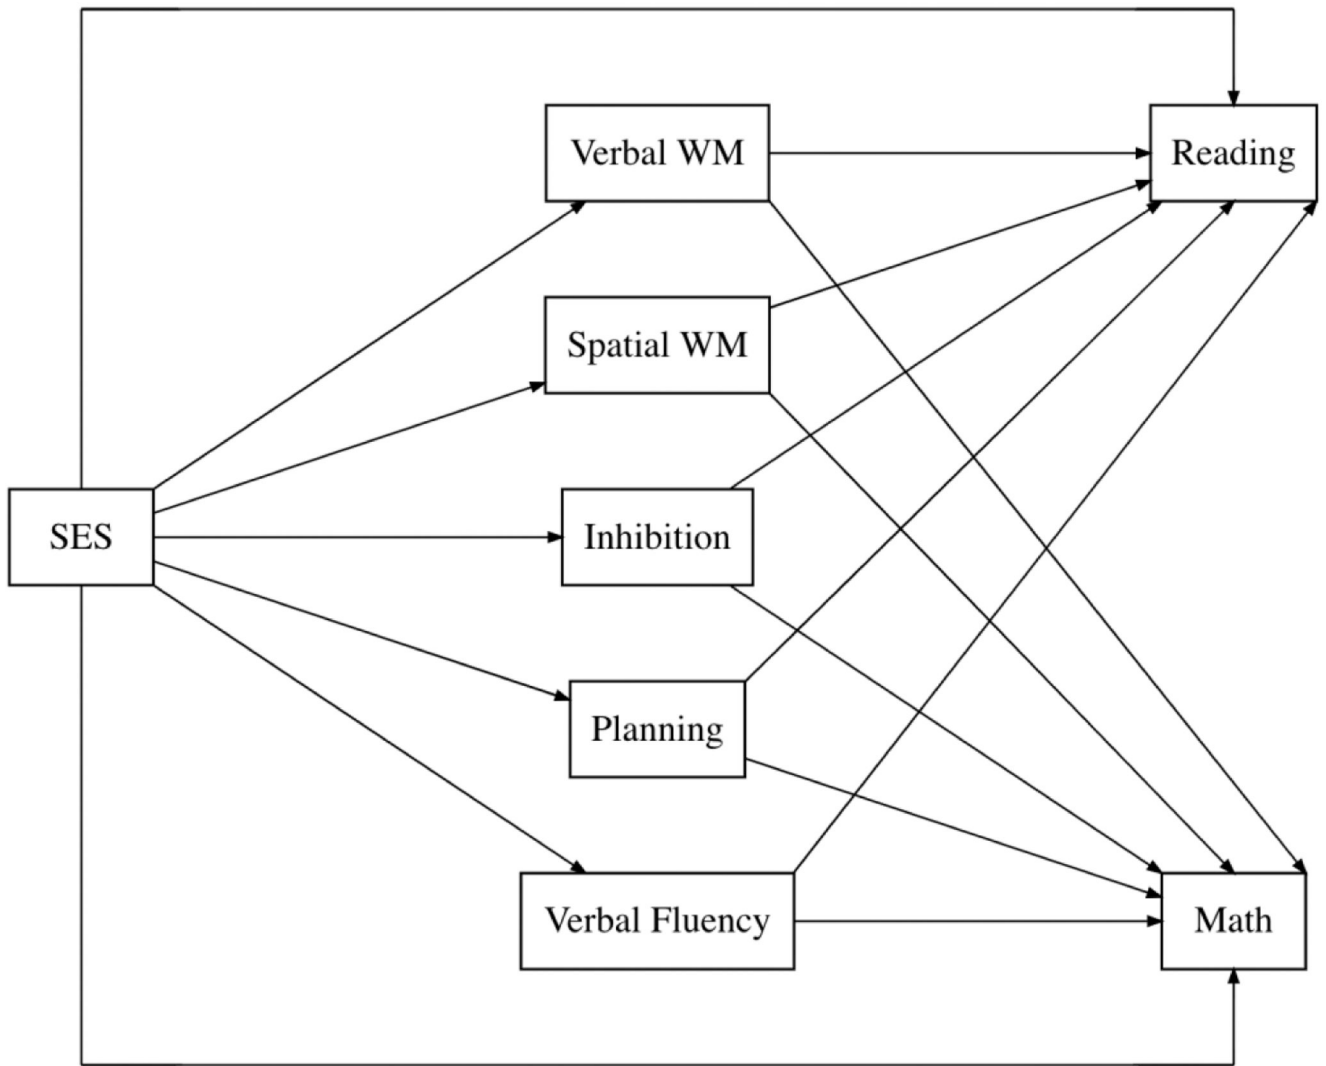 Verbal WM
Reading
Spatial WM
SES
Inhibition
Planning
Verbal Fluency
Math